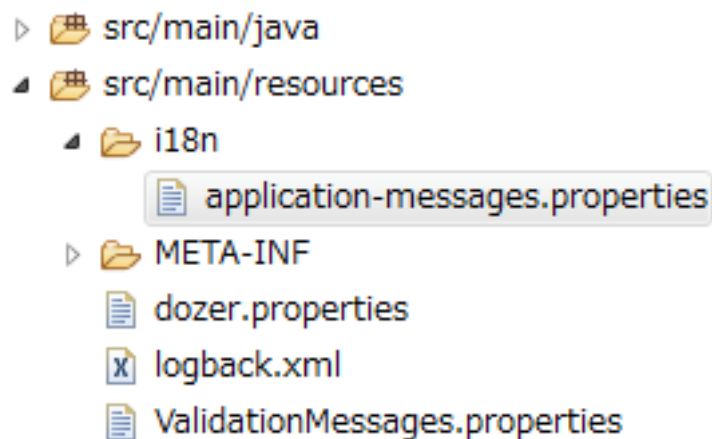 src/main/java
src/main/resources
i18n
application-messages.properties
META-INF
dozer.properties
logback.xml
ValidationMessages.properties